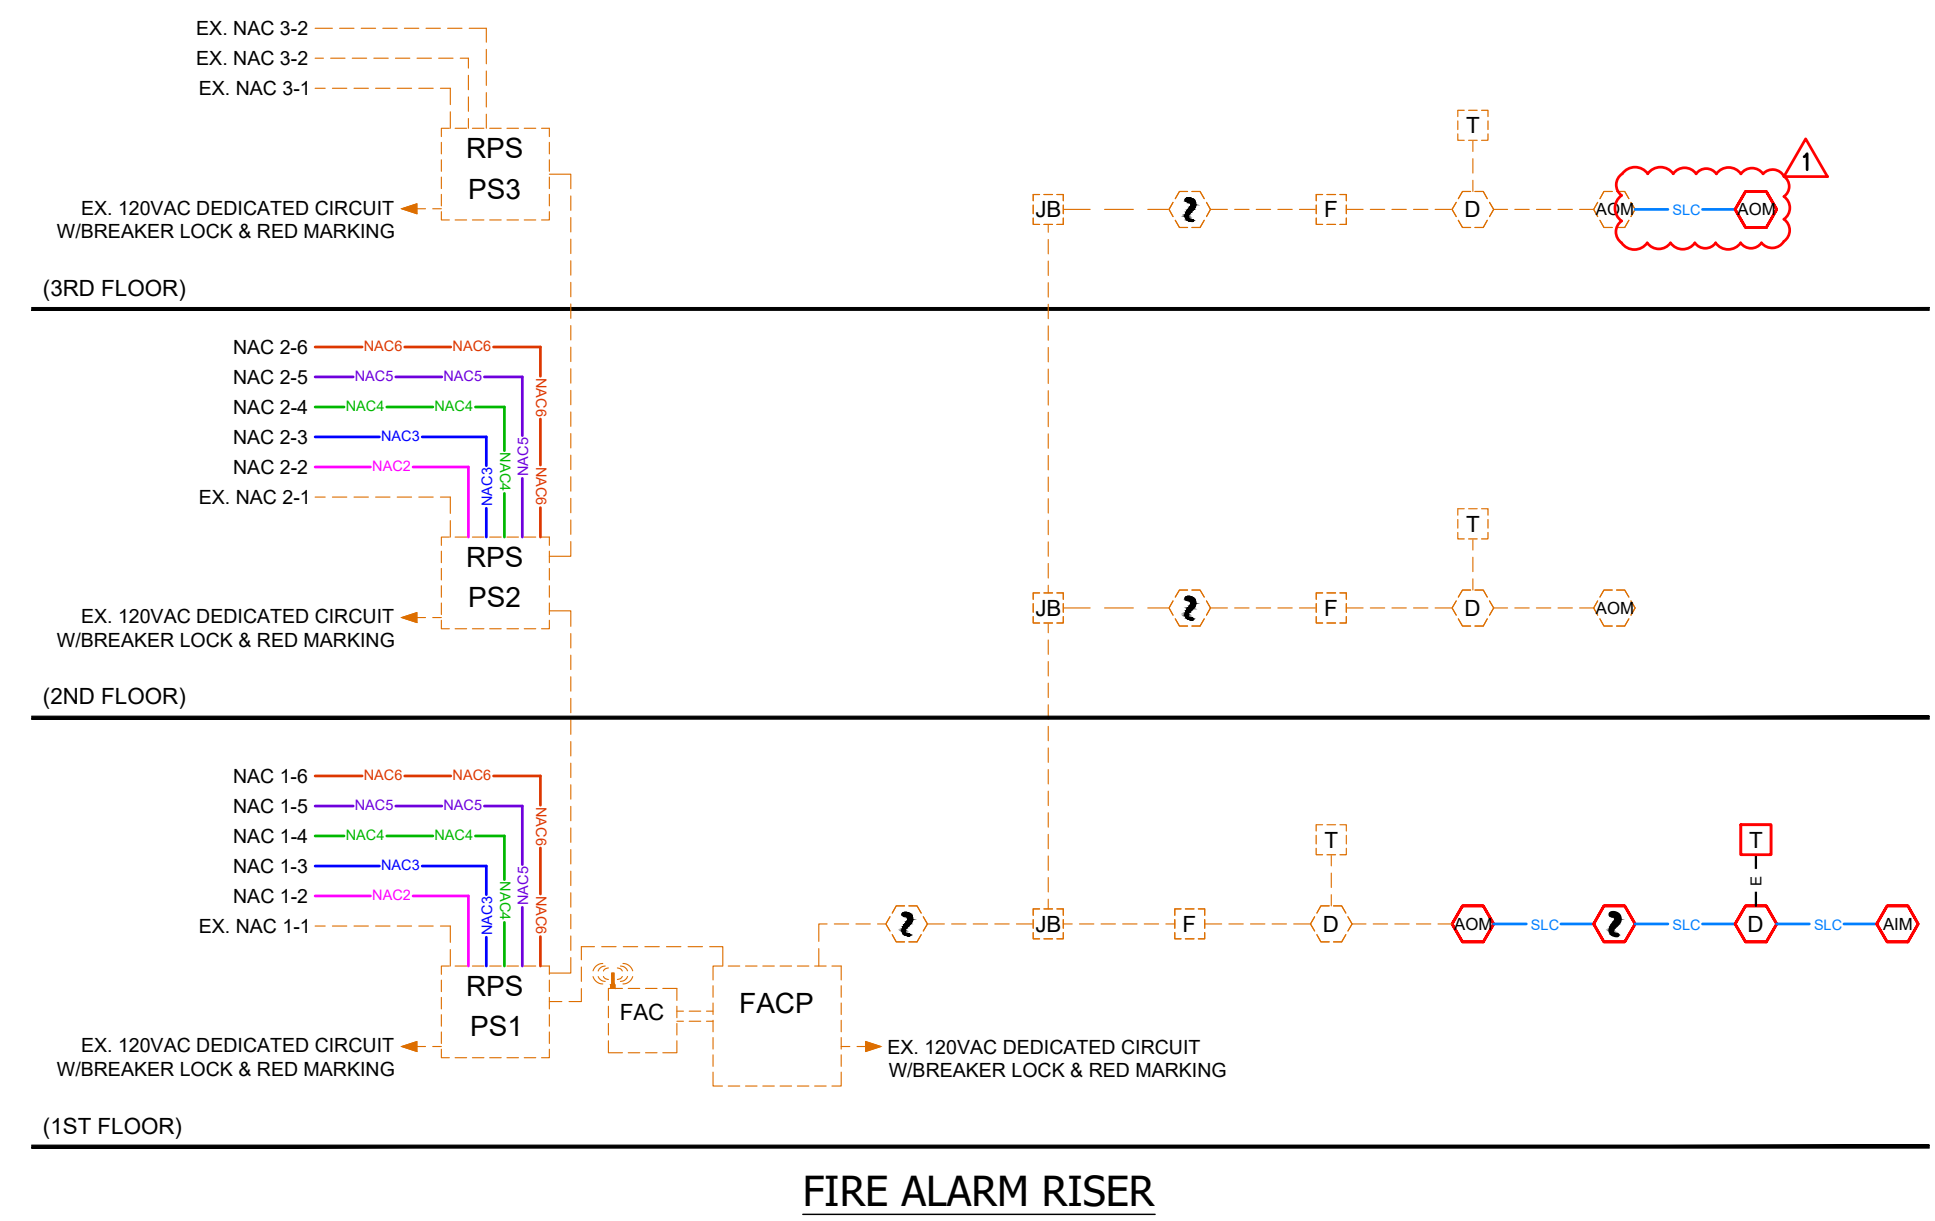 EX. NAC 3-2
EX. NAC 3-2
EX. NAC 3-1
RPS
PS3
EX. 120VAC DEDICATED CIRCUIT
W/BREAKER LOCK & RED MARKING
T
1
JB
F
D
AOM
SLC
AOM
(3RD FLOOR)
NAC 2-6
NAC6
NAC6
NAC6
NAC6
NAC 2-5
NAC5
NAC5
NAC5
NAC 2-4
NAC4
NAC4
NAC4
NAC 2-3
NAC3
NAC3
NAC 2-2
NAC2
EX. NAC 2-1
RPS
PS2
EX. 120VAC DEDICATED CIRCUIT
W/BREAKER LOCK & RED MARKING
T
JB
F
D
AOM
(2ND FLOOR)
NAC 1-6
NAC6
NAC6
NAC6
NAC6
NAC 1-5
NAC5
NAC5
NAC5
NAC 1-4
NAC4
NAC4
NAC4
NAC 1-3
NAC3
NAC3
NAC 1-2
NAC2
EX. NAC 1-1
RPS
PS1
EX. 120VAC DEDICATED CIRCUIT
W/BREAKER LOCK & RED MARKING
FAC
FACP
EX. 120VAC DEDICATED CIRCUIT
W/BREAKER LOCK & RED MARKING
T
T
E
JB
F
D
AOM
SLC
SLC
D
SLC
AIM
(1ST FLOOR)
FIRE ALARM RISER